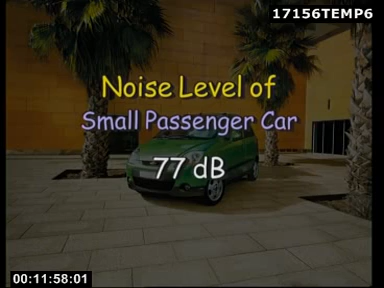 17156TEMP6
Noise Level of
Small Passenger Car
77 dB
00:11:58:01